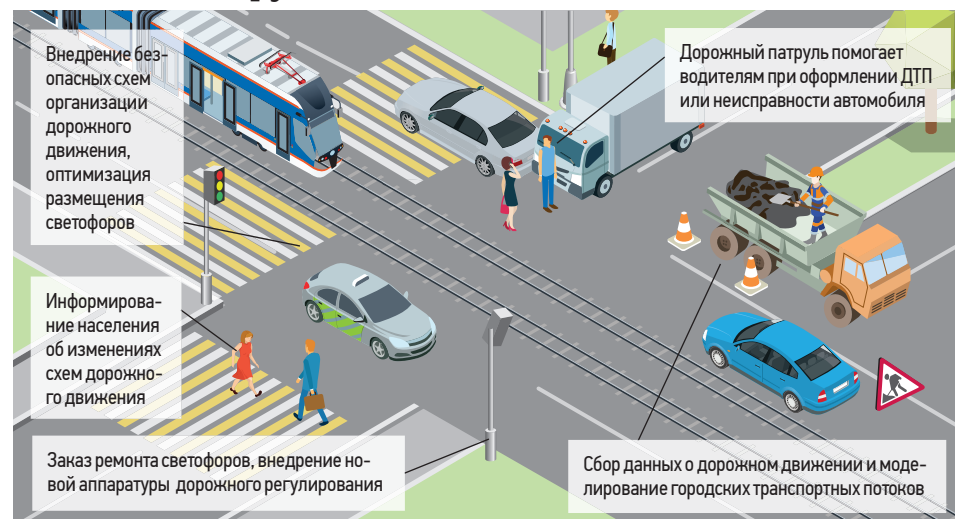 Внедрение без-
опасных схем
организации
дорожного
движения,
оптимизация
размещения
светофоров
Дорожный патруль помогает
водителям при оформлении ДТП
или неисправности автомобиля
Информирова-
ние населения
об изменениях
схем дорожно-
го движения
Заказ ремонта светофоров, внедрение но-
вой аппаратуры дорожного регулирования
Сбор данных о дорожном движении и моде-
лирование городских транспортных потоков